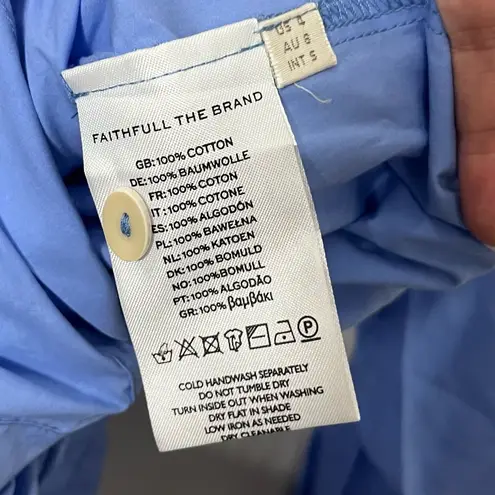 US 4
AU 8
INT S
FAITHFULL THE BRAND
GB:100% COTTON
DE:100% BAUMWOLLE
FR:100% COTON
IT:100% COTONE
ES:100% ALGODÓN
PL:100% BAWEŁNA
NL:100% KATOEN
DK:100% BOMULD
NO:100%BOMULL
PT:100% ALGODÃO
GR:100% βαμβάκι
P
COLD HANDWASH SEPARATELY
DO NOT TUMBLE DRY
TURN INSIDE OUT WHEN WASHING
DRY FLAT IN SHADE
LOW IRON AS NEEDED
DRY CLEANABLE